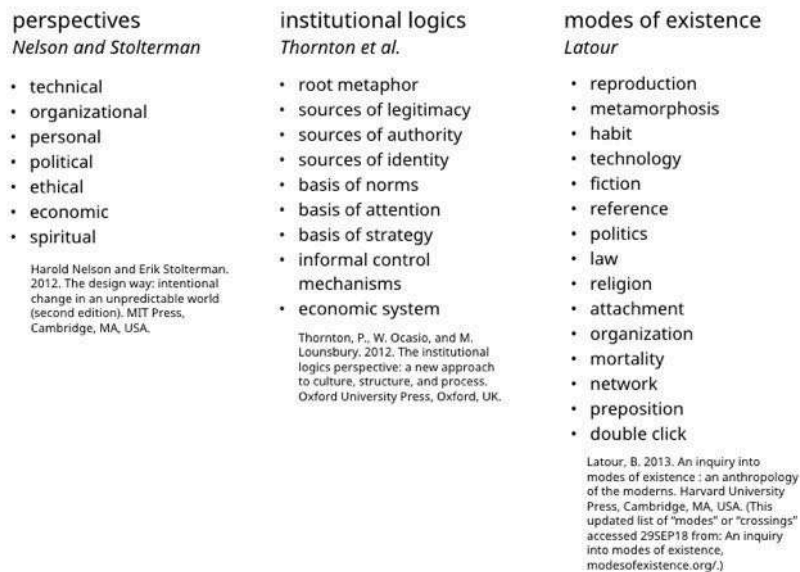 perspectives
Nelson and Stolterman
• technical
• organizational
• personal
• political
• ethical
• economic
• spiritual
Harold Nelson and Erik Stolterman.
2012. The design way: intentional
change in an unpredictable world
(second edition). MIT Press,
Cambridge, MA, USA.
institutional logics
Thornton et al.
• root metaphor
• sources of legitimacy
• sources of authority
• sources of identity
• basis of norms
• basis of attention
• basis of strategy
• informal control
mechanisms
• economic system
Thornton, P., W. Ocasio, and M.
Lounsbury. 2012. The institutional
logics perspective: a new approach
to culture, structure, and process.
Oxford University Press, Oxford, UK.
modes of existence
Latour
• reproduction
• metamorphosis
• habit
• technology
• fiction
• reference
• politics
• law
• religion
• attachment
• organization
• mortality
• network
• preposition
• double click
Latour, B. 2013. An inquiry into
modes of existence : an anthropology
of the moderns. Harvard University
Press, Cambridge, MA, USA. (This
updated list of “modes” or “crossings”
accessed 29SEP18 from: An inquiry
into modes of existence,
modesofexistence.org/.)